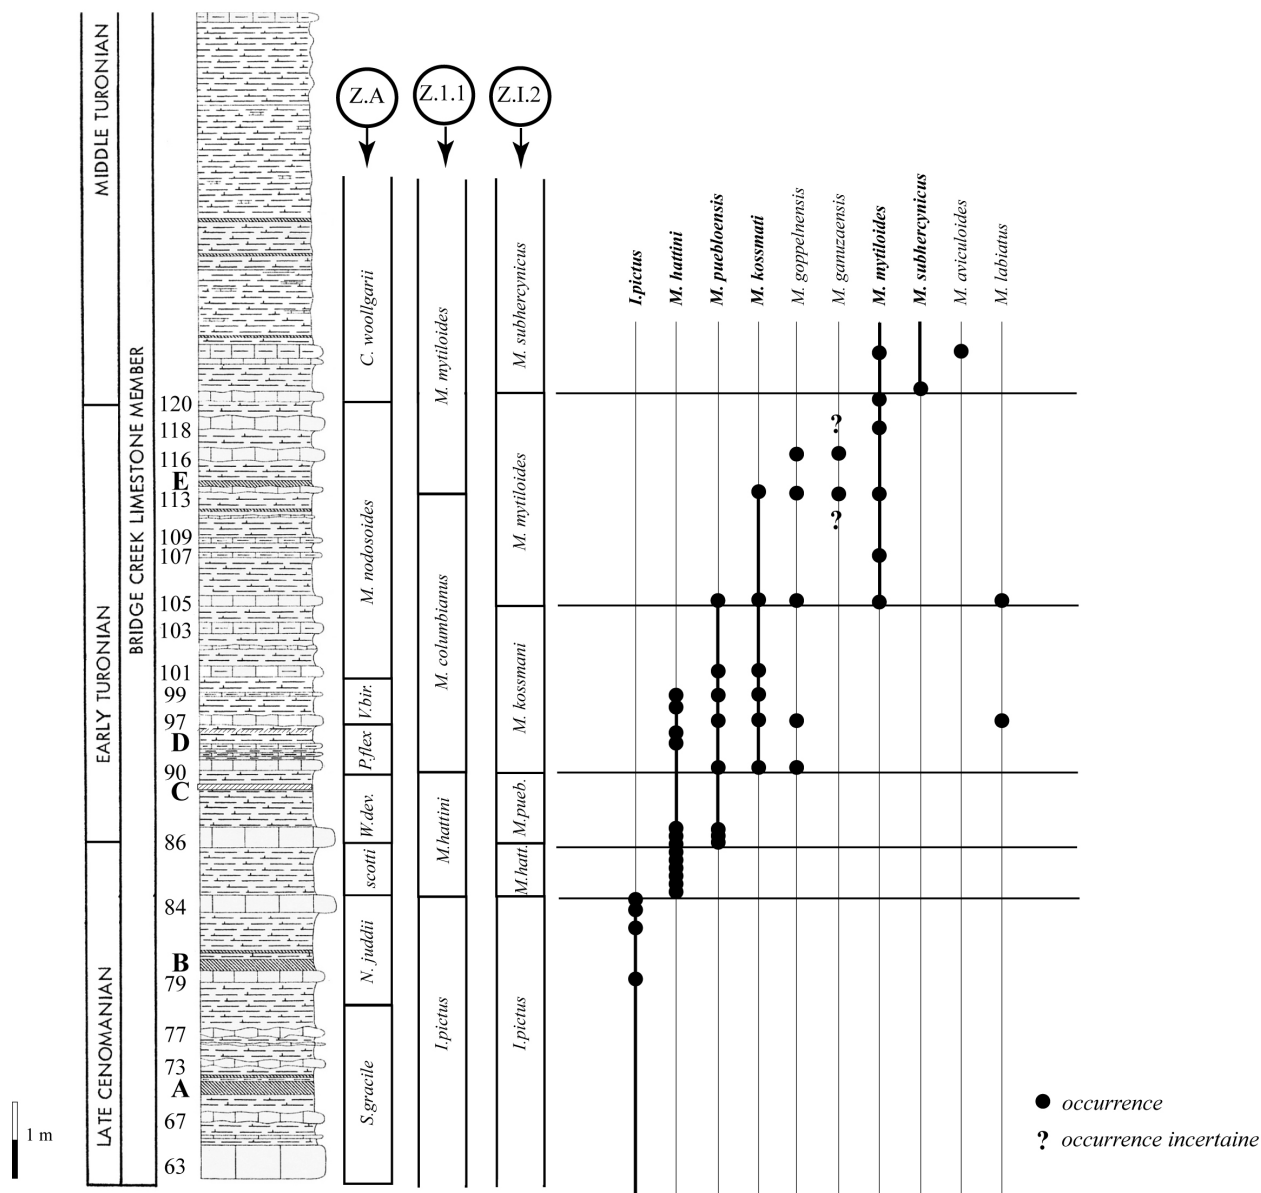 MIDDLE TURONIAN
EARLY TURONIAN
LATE CENOMANIAN
BRIDGE CREEK LIMESTONE MEMBER
120
118
116
E
113
109
107
105
103
101
99
97
D
90
C
86
84
B
79
77
73
A
67
63
1 m
Z.A
C. woollgarii
M. nodosoides
V.bir.
P.flex
W.dev.
scotti
N. juddii
S.gracile
Z.1.1
M. mytiloides
M. columbianus
M.hattini
I.pictus
Z.I.2
M. subhercynicus
M. mytiloides
M. kossmani
M.pueb.
M.hatt.
I.pictus
I.pictus
M. hattini
M. puebloensis
M. kossmati
M. goppelnensis
M. ganuzaensis
M. mytiloides
M. subhercynicus
M. aviculoides
M. labiatus
?
?
occurrence
? occurrence incertaine